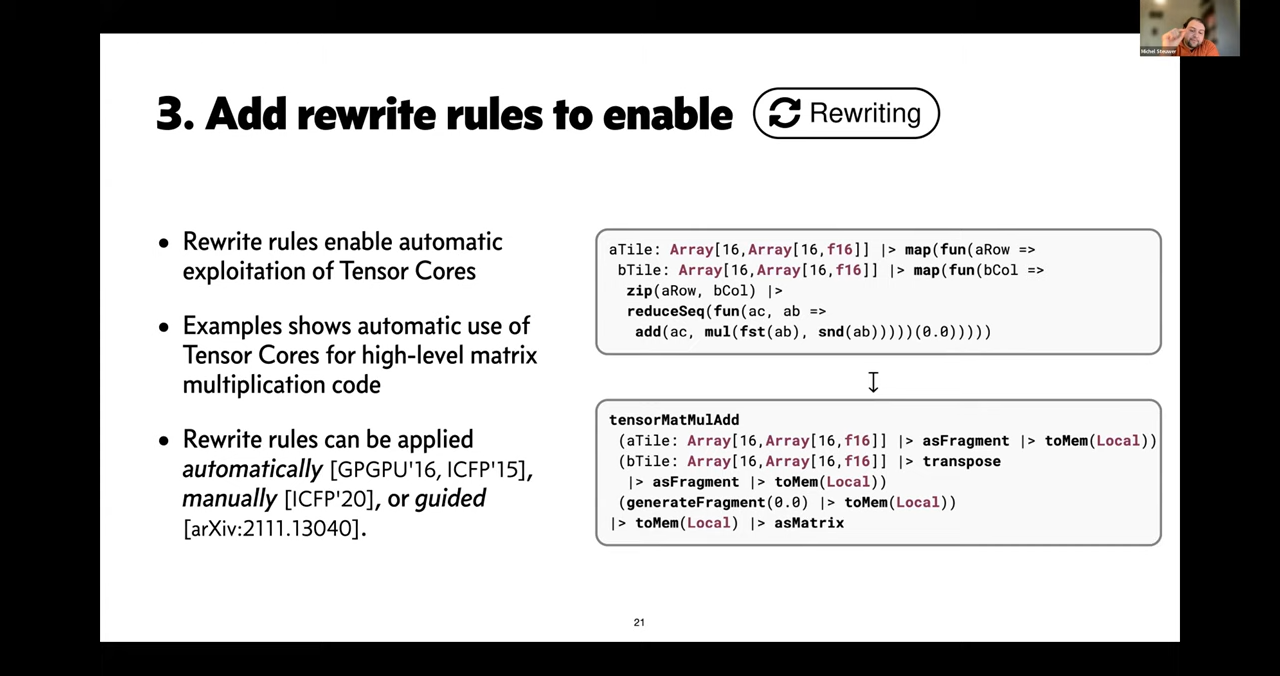 Michel Steuwer
3. Add rewrite rules to enable Rewriting
• Rewrite rules enable automatic
exploitation of Tensor Cores
• Examples shows automatic use of
Tensor Cores for high-level matrix
multiplication code
• Rewrite rules can be applied
automatically [GPGPU'16, ICFP'15],
manually [ICFP'20], or guided
[arXiv:2111.13040].
aTile: Array[16,Array[16,f16]] |> map(fun(aRow =>
bTile: Array[16,Array[16,f16]] |> map(fun(bCol =>
zip(aRow, bCol) |>
reduceSeq(fun(ac, ab =>
add(ac, mul(fst(ab), snd(ab)))))(0.0)))))
↧
tensorMatMulAdd
(aTile: Array[16,Array[16,f16]] |> asFragment |> toMem(Local))
(bTile: Array[16,Array[16,f16]] |> transpose
|> asFragment |> toMem(Local))
(generateFragment(0.0) |> toMem(Local))
|> toMem(Local) |> asMatrix
21